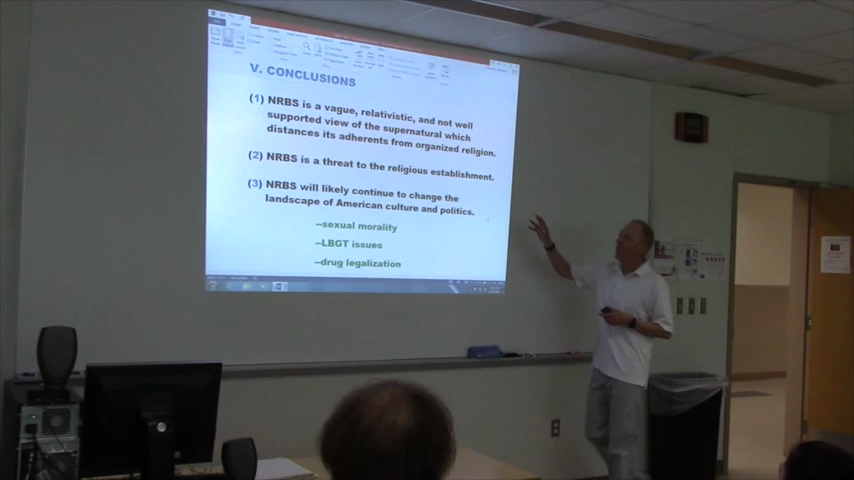 V. CONCLUSIONS
(1) NRBS is a vague, relativistic, and not well
supported view of the supernatural which
distances its adherents from organized religion.
(2) NRBS is a threat to the religious establishment.
(3) NRBS will likely continue to change the
landscape of American culture and politics.
--sexual morality
--LBGT issues
--drug legalization